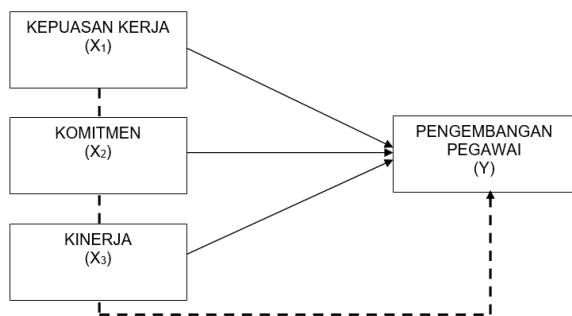 KEPUASAN KERJA
(X₁)
KOMITMEN
(X₂)
KINERJA
(X₃)
PENGEMBANGAN
PEGAWAI
(Y)